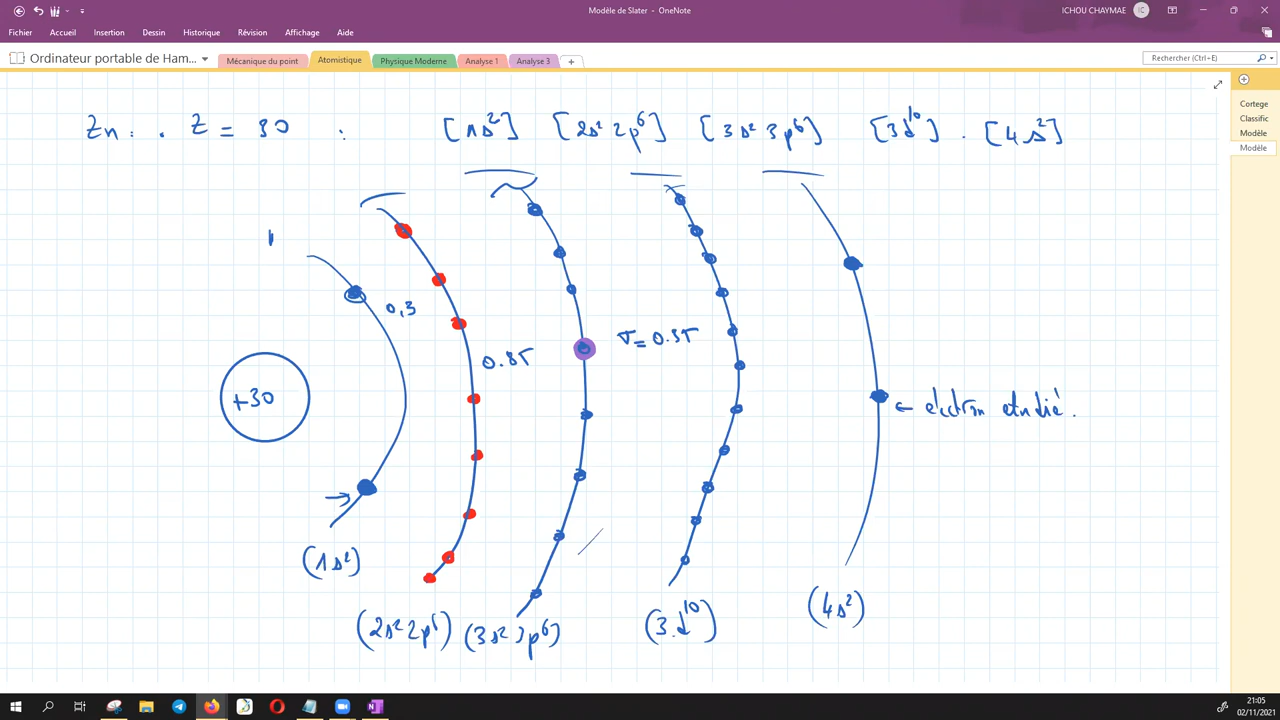 Modèle de Slater - OneNote
ICHOU CHAYMAE IC
Fichier Accueil Insertion Dessin Historique Révision Affichage Aide
Ordinateur portable de Ham... Mécanique du point Atomistique Physique Moderne Analyse 1 Analyse 3 +
Rechercher (Ctrl+E)
Cortege
Classific
Modèle
Modèle
Zn : . Z = 30 : [1s²] [2s² 2p⁶] [3s² 3p⁶] [3d¹⁰] . [4s²]
0,3
σ = 0.35
0.85
+30
← électron etudié.
(1s²)
(2s² 2p⁶) (3s² 3p⁶) (3d¹⁰) (4s²)
21:05
02/11/2021